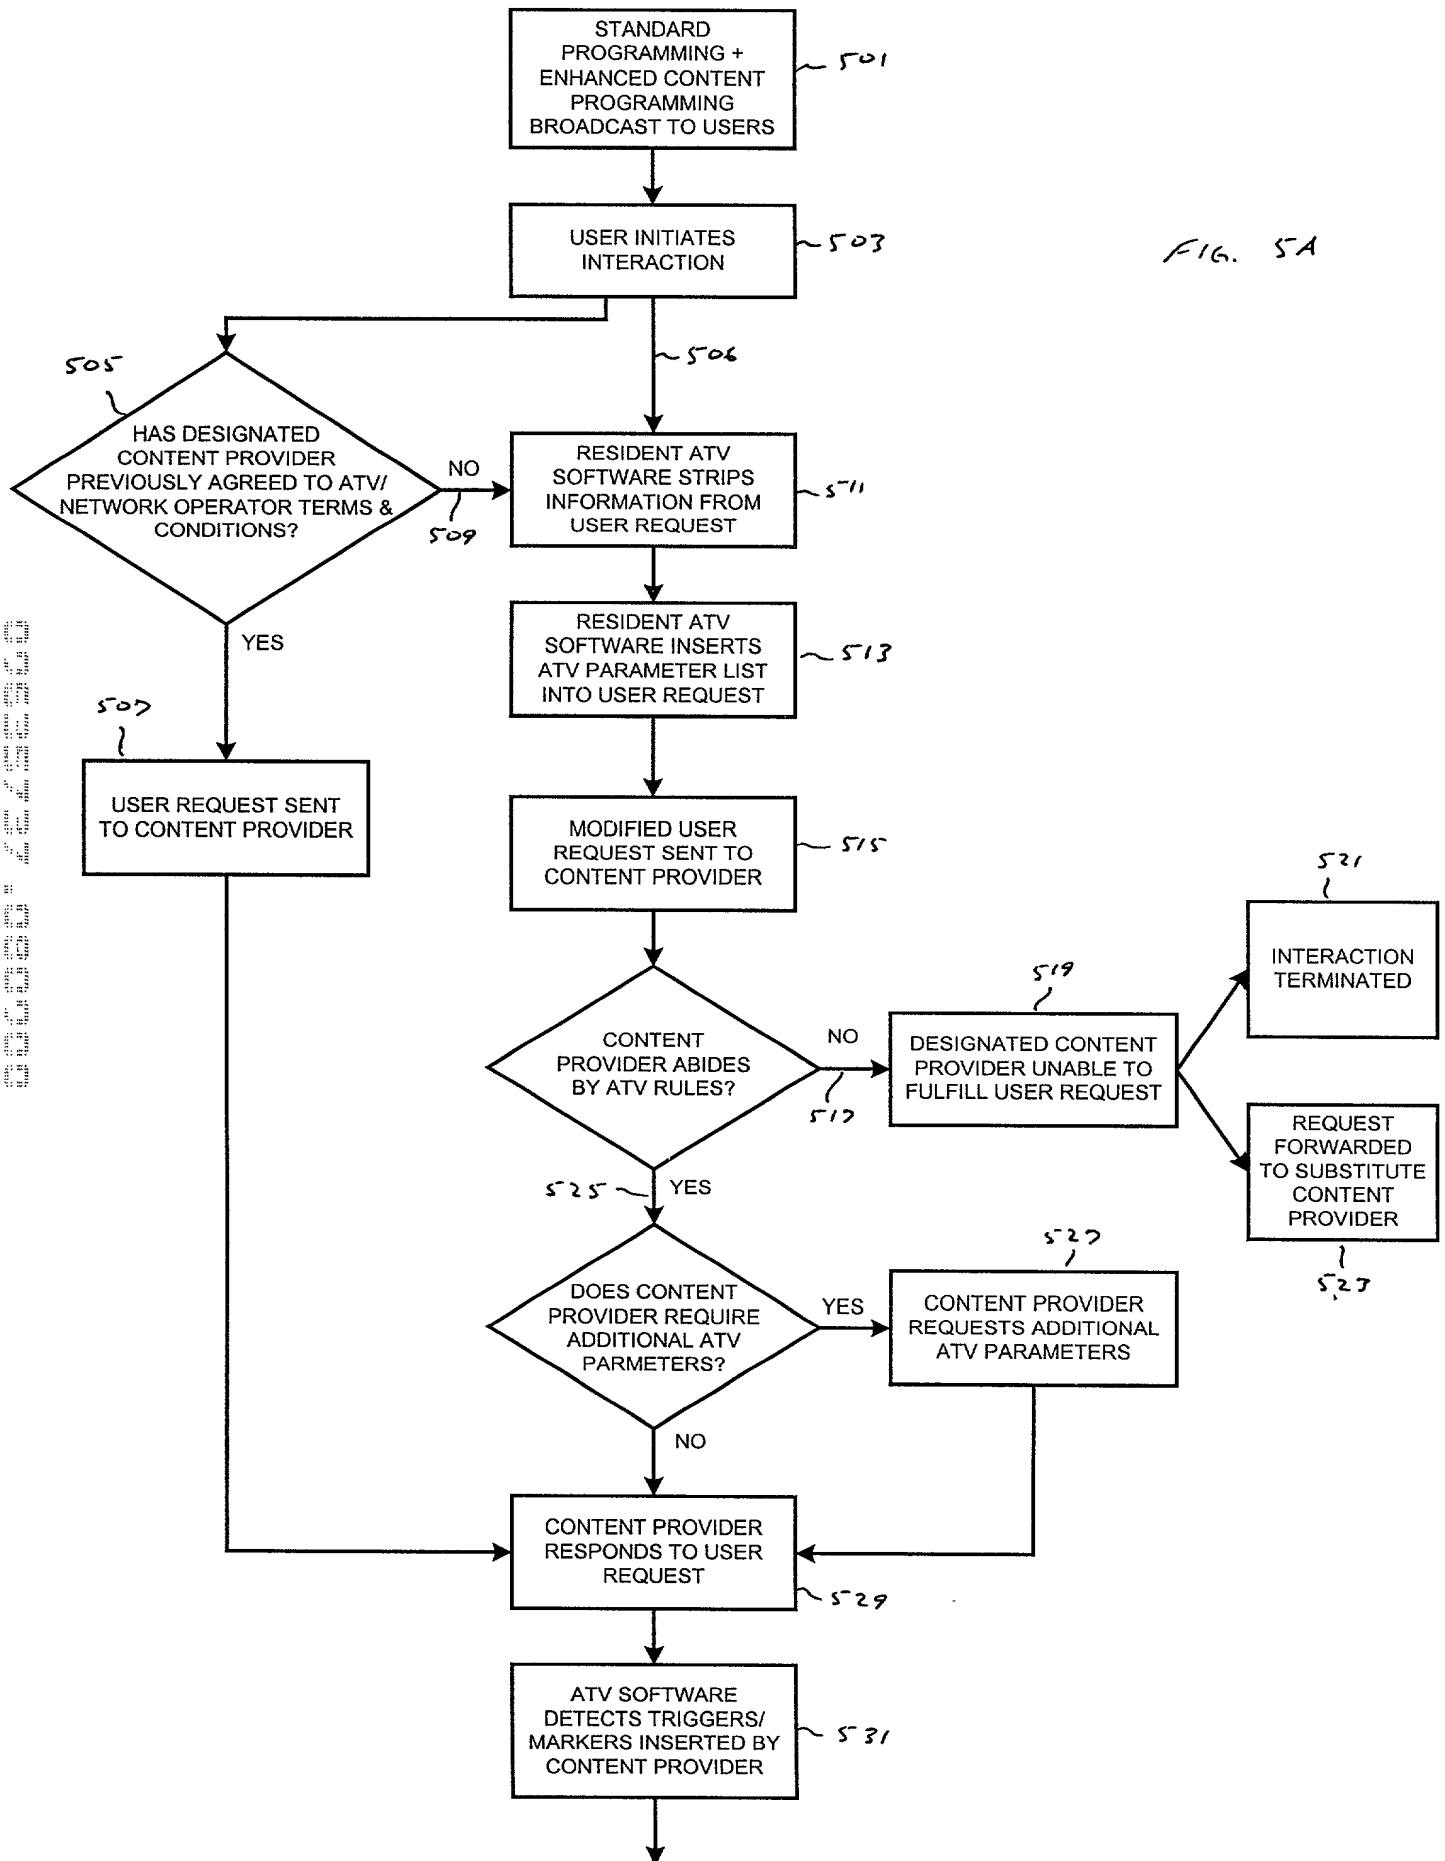 STANDARD
PROGRAMMING +
ENHANCED CONTENT
PROGRAMMING
BROADCAST TO USERS
501
USER INITIATES
INTERACTION
503
FIG. 5A
505
506
HAS DESIGNATED
CONTENT PROVIDER
PREVIOUSLY AGREED TO ATV/
NETWORK OPERATOR TERMS &
CONDITIONS?
NO
509
RESIDENT ATV
SOFTWARE STRIPS
INFORMATION FROM
USER REQUEST
511
YES
RESIDENT ATV
SOFTWARE INSERTS
ATV PARAMETER LIST
INTO USER REQUEST
513
507
USER REQUEST SENT
TO CONTENT PROVIDER
MODIFIED USER
REQUEST SENT TO
CONTENT PROVIDER
515
521
INTERACTION
TERMINATED
CONTENT
PROVIDER ABIDES
BY ATV RULES?
NO
517
519
DESIGNATED CONTENT
PROVIDER UNABLE TO
FULFILL USER REQUEST
REQUEST
FORWARDED
TO SUBSTITUTE
CONTENT
PROVIDER
523
525
YES
DOES CONTENT
PROVIDER REQUIRE
ADDITIONAL ATV
PARMETERS?
YES
527
CONTENT PROVIDER
REQUESTS ADDITIONAL
ATV PARAMETERS
NO
CONTENT PROVIDER
RESPONDS TO USER
REQUEST
529
ATV SOFTWARE
DETECTS TRIGGERS/
MARKERS INSERTED BY
CONTENT PROVIDER
531